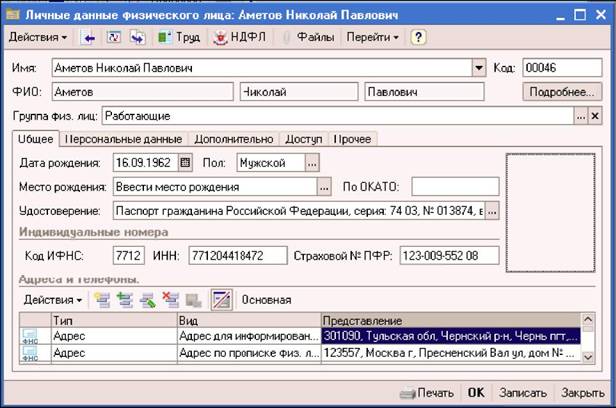 Личные данные физического лица: Аметов Николай Павлович
Действия Труд НДФЛ Файлы Перейти ?
Имя: Аметов Николай Павлович Код: 00046
ФИО: Аметов Николай Павлович Подробнее...
Группа физ. лиц: Работающие ... ×
Общее Персональные данные Дополнительно Доступ Прочее
Дата рождения: 16.09.1962 Пол: Мужской ...
Место рождения: Ввести место рождения ... По ОКАТО:
Удостоверение: Паспорт гражданина Российской Федерации, серия: 74 03, № 013874, в ...
Индивидуальные номера
Код ИФНС: 7712 ИНН: 771204418472 Страховой № ПФР: 123-009-552 08
Адреса и телефоны.
Действия Основная
Тип Вид Представление
ФНС Адрес Адрес для информирован... 301090, Тульская обл, Чернский р-н, Чернь пгт,...
ФНС Адрес Адрес по прописке физ. л... 123557, Москва г, Пресненский Вал ул, дом № ...
Печать OK Записать Закрыть